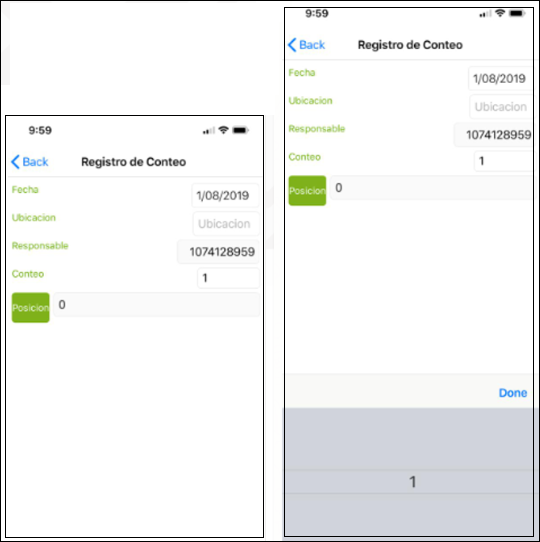 9:59
Back Registro de Conteo
Fecha 1/08/2019
Ubicacion Ubicacion
Responsable 1074128959
Conteo 1
Posicion 0
9:59
Back Registro de Conteo
Fecha 1/08/2019
Ubicacion Ubicacion
Responsable 1074128959
Conteo 1
Posicion 0
Done
1